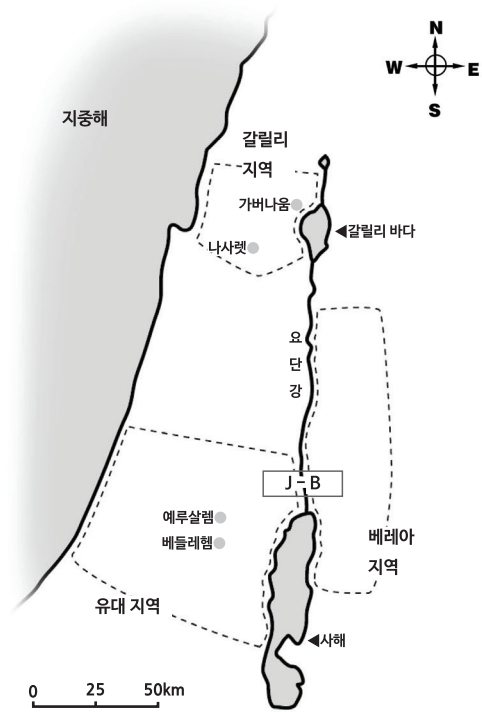 N
W E
S
지중해
갈릴리
지역
가버나움
◀갈릴리 바다
나사렛
요
단
강
J – B
예루살렘
베들레헴
베레아
지역
유대 지역
◀사해
0 25 50km